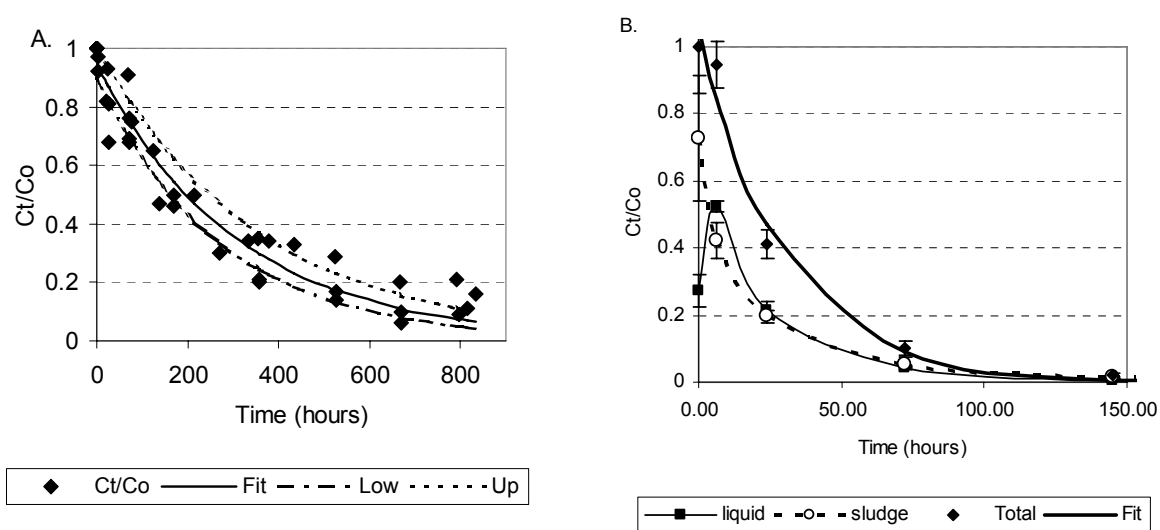 A.
1
0.8
0.6
0.4
0.2
0
Ct/Co
0 200 400 600 800
Time (hours)
Ct/Co Fit Low Up
B.
1
0.8
0.6
0.4
0.2
0
Ct/Co
0.00 50.00 100.00 150.00
Time (hours)
liquid sludge Total Fit